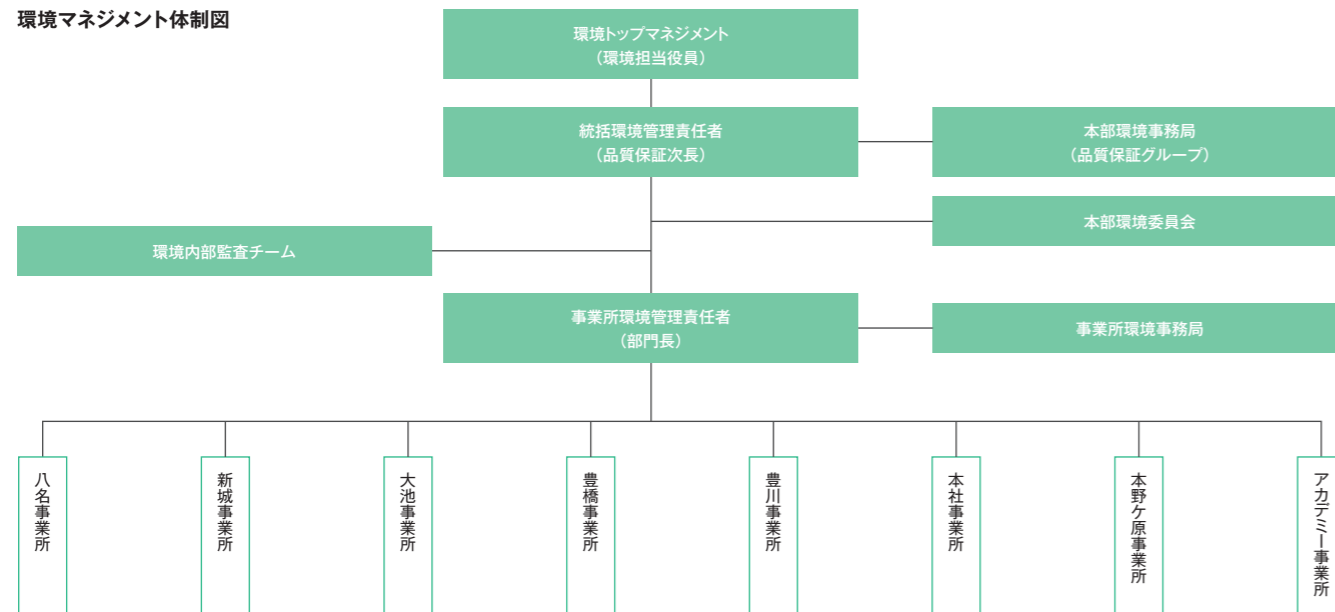 環境マネジメント体制図
環境トップマネジメント
（環境担当役員）
統括環境管理責任者
（品質保証次長）
本部環境事務局
（品質保証グループ）
本部環境委員会
環境内部監査チーム
事業所環境管理責任者
（部門長）
事業所環境事務局
八名事業所
新城事業所
大池事業所
豊橋事業所
豊川事業所
本社事業所
本野ケ原事業所
アカデミー事業所